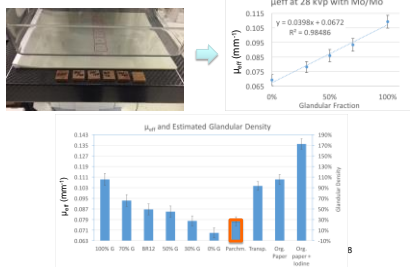 μeff at 28 kVp with Mo/Mo
0.115
0.105
0.095
0.085
0.075
0.065
y = 0.0398x + 0.0672
R² = 0.98486
μeff (mm-1)
0%
50%
100%
Glandular Fraction
μeff and Estimated Glandular Density
0.143
0.135
0.127
0.119
0.111
0.103
0.095
0.087
0.079
0.071
0.063
μeff (mm-1)
190%
170%
150%
130%
110%
90%
70%
50%
30%
10%
-10%
Glandular Density
100% G
70% G
BR12
50% G
30% G
0% G
Parchm.
Transp.
Org. Paper
Org. paper + iodine
8